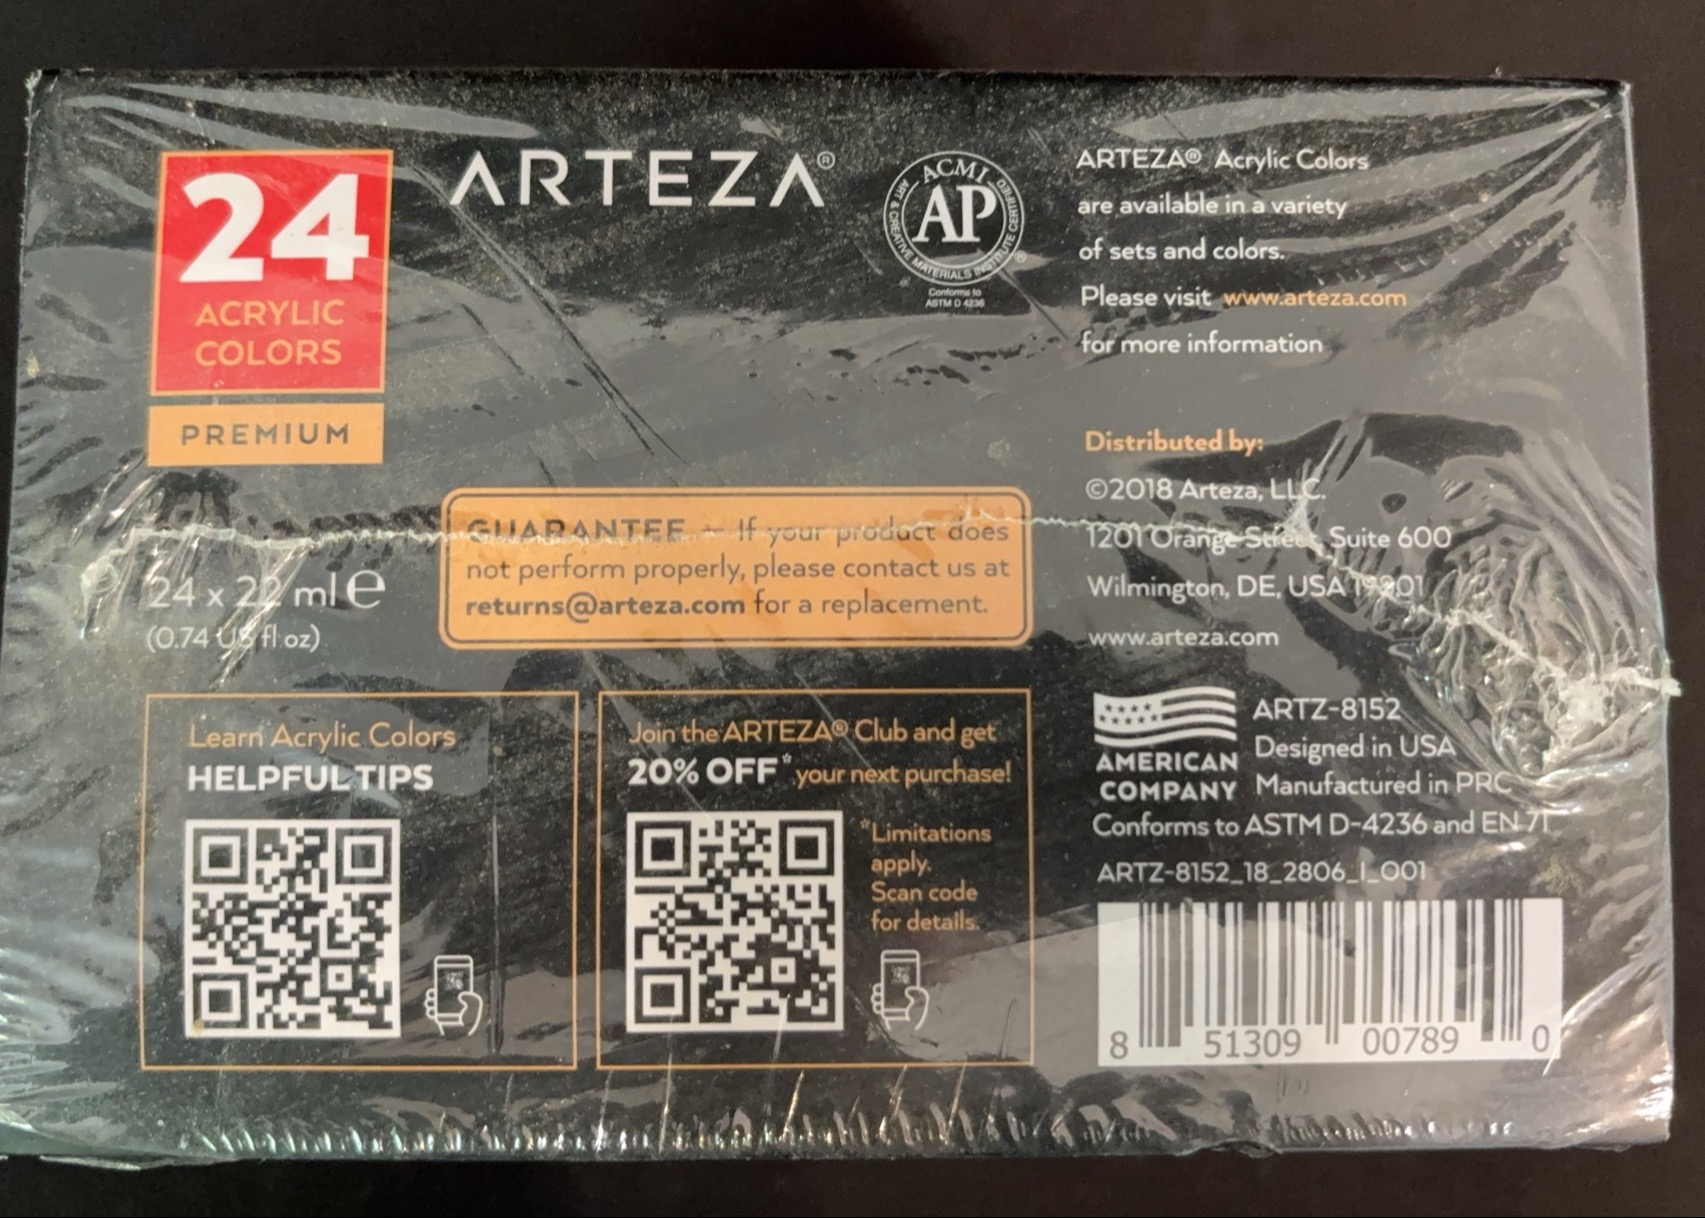 24
ACRYLIC
COLORS
PREMIUM
ARTEZA®
ACMI
AP
ART & CREATIVE MATERIALS INSTITUTE CERTIFIED
®
Conforms to
ASTM D 4236
ARTEZA® Acrylic Colors
are available in a variety
of sets and colors.
Please visit www.arteza.com
for more information
Distributed by:
©2018 Arteza, LLC.
1201 Orange Street, Suite 600
Wilmington, DE, USA 19801
www.arteza.com
24 x 22 ml ℮
(0.74 US fl oz)
GUARANTEE – If your product does
not perform properly, please contact us at
returns@arteza.com for a replacement.
Learn Acrylic Colors
HELPFUL TIPS
Join the ARTEZA® Club and get
20% OFF* your next purchase!
*Limitations
apply.
Scan code
for details.
AMERICAN
COMPANY
ARTZ-8152
Designed in USA
Manufactured in PRC
Conforms to ASTM D-4236 and EN 71
ARTZ-8152_18_2806_I_001
8 51309 00789 0